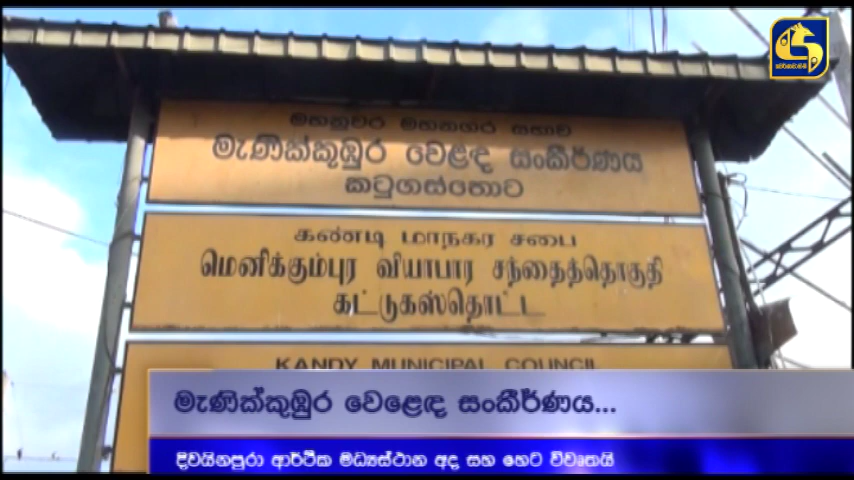 මහනුවර මහනගර සභාව
මැණික්කුඹුර වෙළඳ සංකීර්ණය
කටුගස්තොට
கண்டி மாநகர சபை
மெனிக்கும்புர வியாபார சந்தைத்தொகுதி
கட்டுகஸ்தொட்ட
KANDY MUNICIPAL COUNCIL
මැණික්කුඹුර වෙළෙඳ සංකීර්ණය...
දිවයිනපුරා ආර්ථික මධ්‍යස්ථාන අද සහ හෙට විවෘතයි